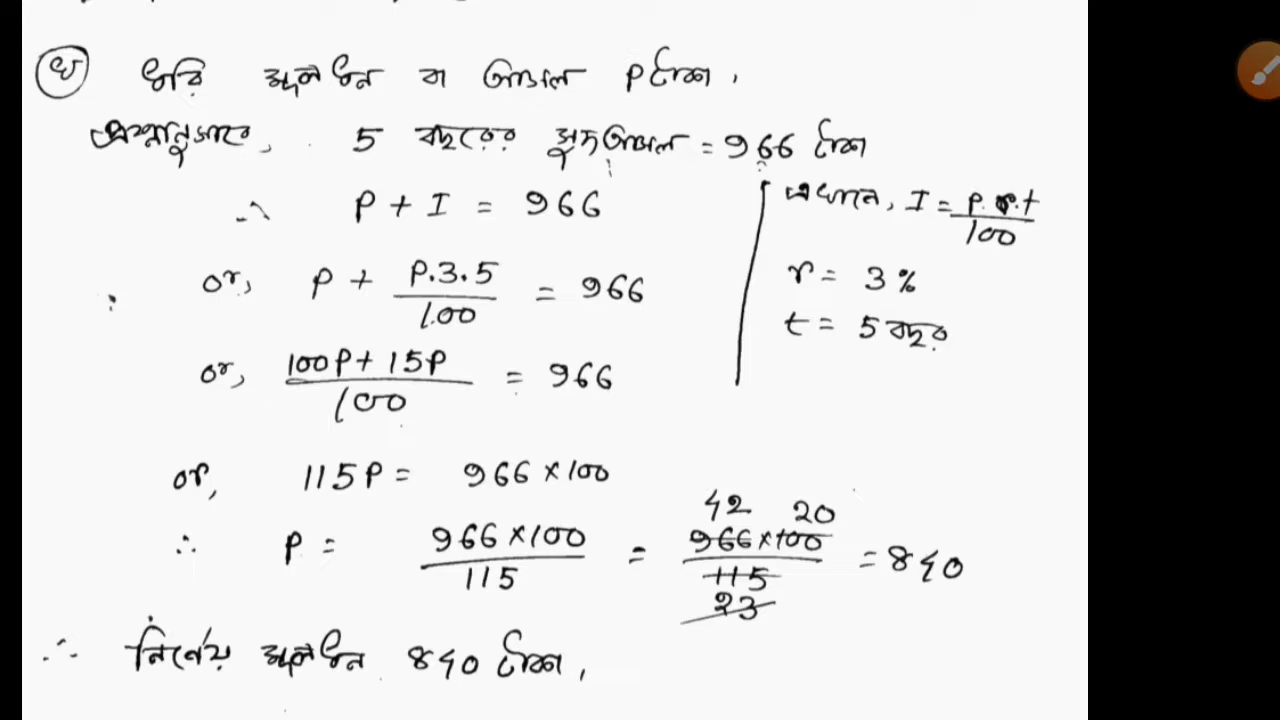 ঘ ধরি মূলধন বা আসল P টাকা,
প্রশ্নানুসারে, 5 বছরের সুদআসল = 966 টাকা
∴ P + I = 966
এখানে, I = P.r.t/100
or, P + P.3.5/100 = 966
r = 3%
t = 5 বছর
or, 100P + 15P/100 = 966
or, 115P = 966 × 100
42 20
∴ P = 966 × 100/115 = 966 × 100/115 = 840
23
∴ নির্ণেয় মূলধন 840 টাকা,